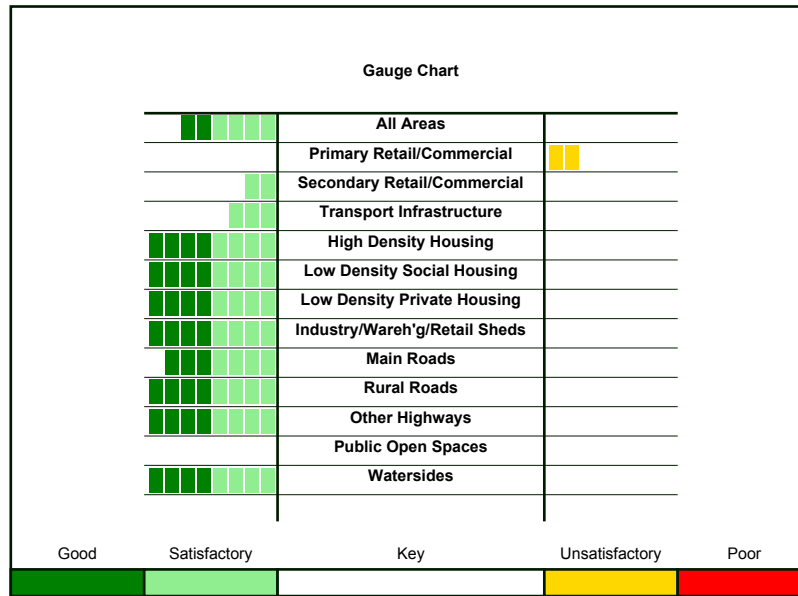 Gauge Chart
All Areas
Primary Retail/Commercial
Secondary Retail/Commercial
Transport Infrastructure
High Density Housing
Low Density Social Housing
Low Density Private Housing
Industry/Wareh'g/Retail Sheds
Main Roads
Rural Roads
Other Highways
Public Open Spaces
Watersides
Good Satisfactory Key Unsatisfactory Poor